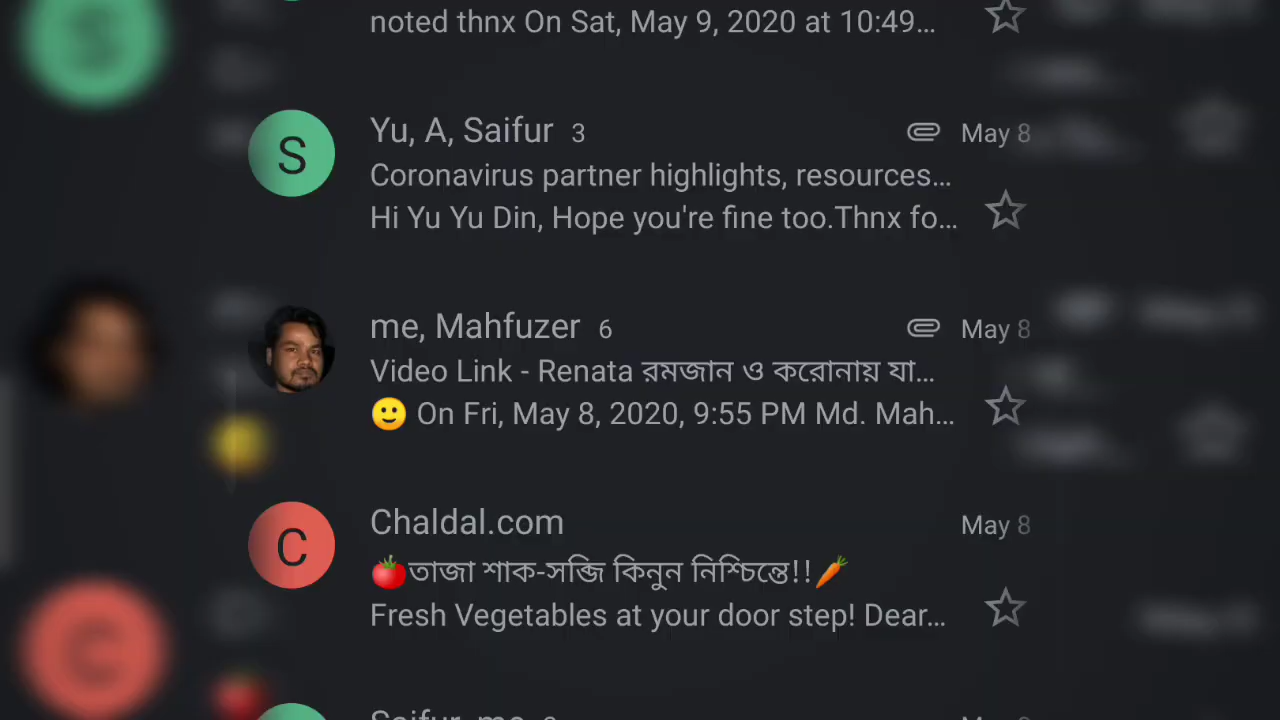 noted thnx On Sat, May 9, 2020 at 10:49...
S
Yu, A, Saifur 3
May 8
Coronavirus partner highlights, resources...
Hi Yu Yu Din, Hope you're fine too.Thnx fo...
me, Mahfuzer 6
May 8
Video Link - Renata রমজান ও করোনায় যা...
🙂 On Fri, May 8, 2020, 9:55 PM Md. Mah...
C
Chaldal.com
May 8
🍅তাজা শাক-সব্জি কিনুন নিশ্চিন্তে!!🥕
Fresh Vegetables at your door step! Dear...
Saifur, me